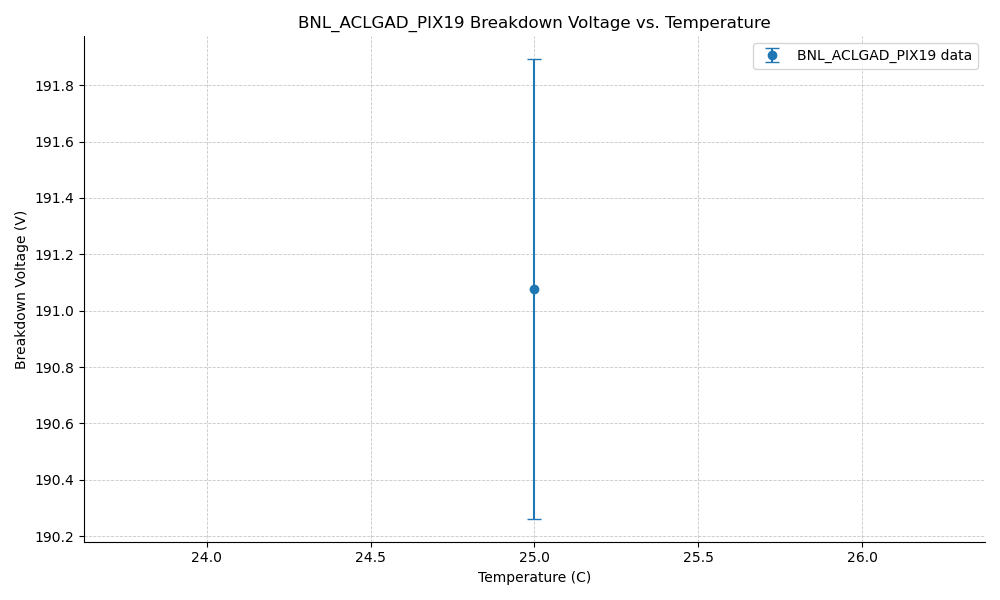 BNL_ACLGAD_PIX19 Breakdown Voltage vs. Temperature
BNL_ACLGAD_PIX19 data
Breakdown Voltage (V)
191.8
191.6
191.4
191.2
191.0
190.8
190.6
190.4
190.2
24.0 24.5 25.0 25.5 26.0
Temperature (C)